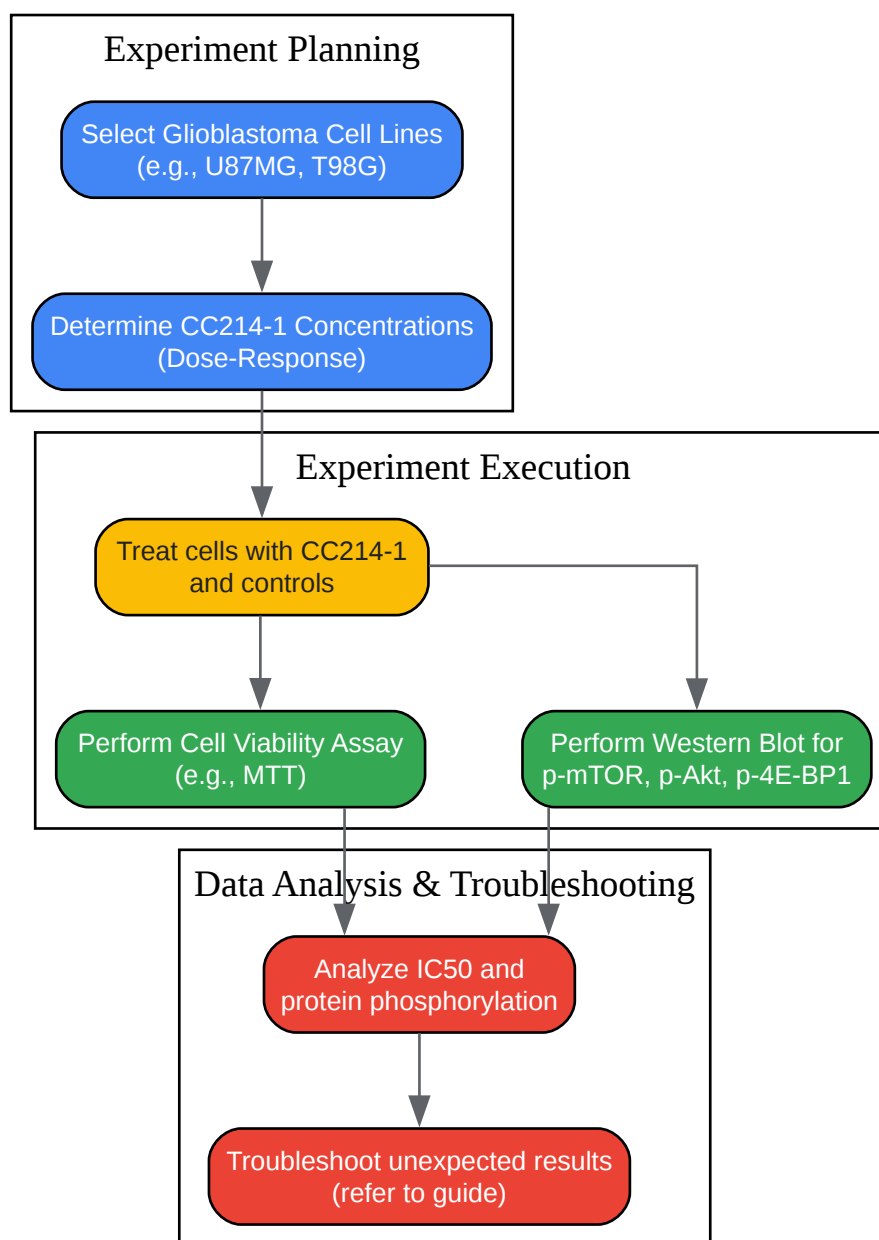 Experiment Planning
Select Glioblastoma Cell Lines
(e.g., U87MG, T98G)
Determine CC214-1 Concentrations
(Dose-Response)
Experiment Execution
Treat cells with CC214-1
and controls
Perform Cell Viability Assay
(e.g., MTT)
Perform Western Blot for
p-mTOR, p-Akt, p-4E-BP1
Data Analysis & Troubleshooting
Analyze IC50 and
protein phosphorylation
Troubleshoot unexpected results
(refer to guide)